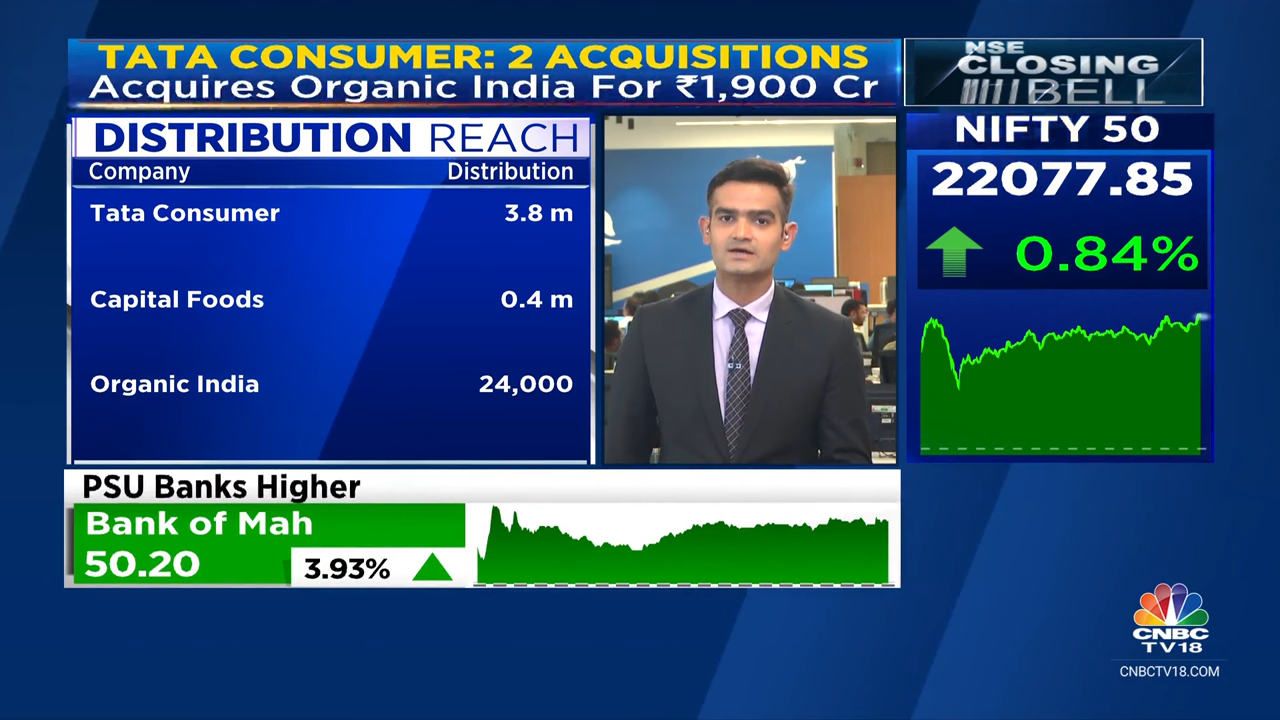 TATA CONSUMER: 2 ACQUISITIONS
Acquires Organic India For ₹1,900 Cr
NSE
CLOSING
BELL
DISTRIBUTION REACH
Company Distribution
Tata Consumer 3.8 m
Capital Foods 0.4 m
Organic India 24,000
NIFTY 50
22077.85
0.84%
PSU Banks Higher
Bank of Mah
50.20 3.93%
CNBC
TV18
CNBCTV18.COM